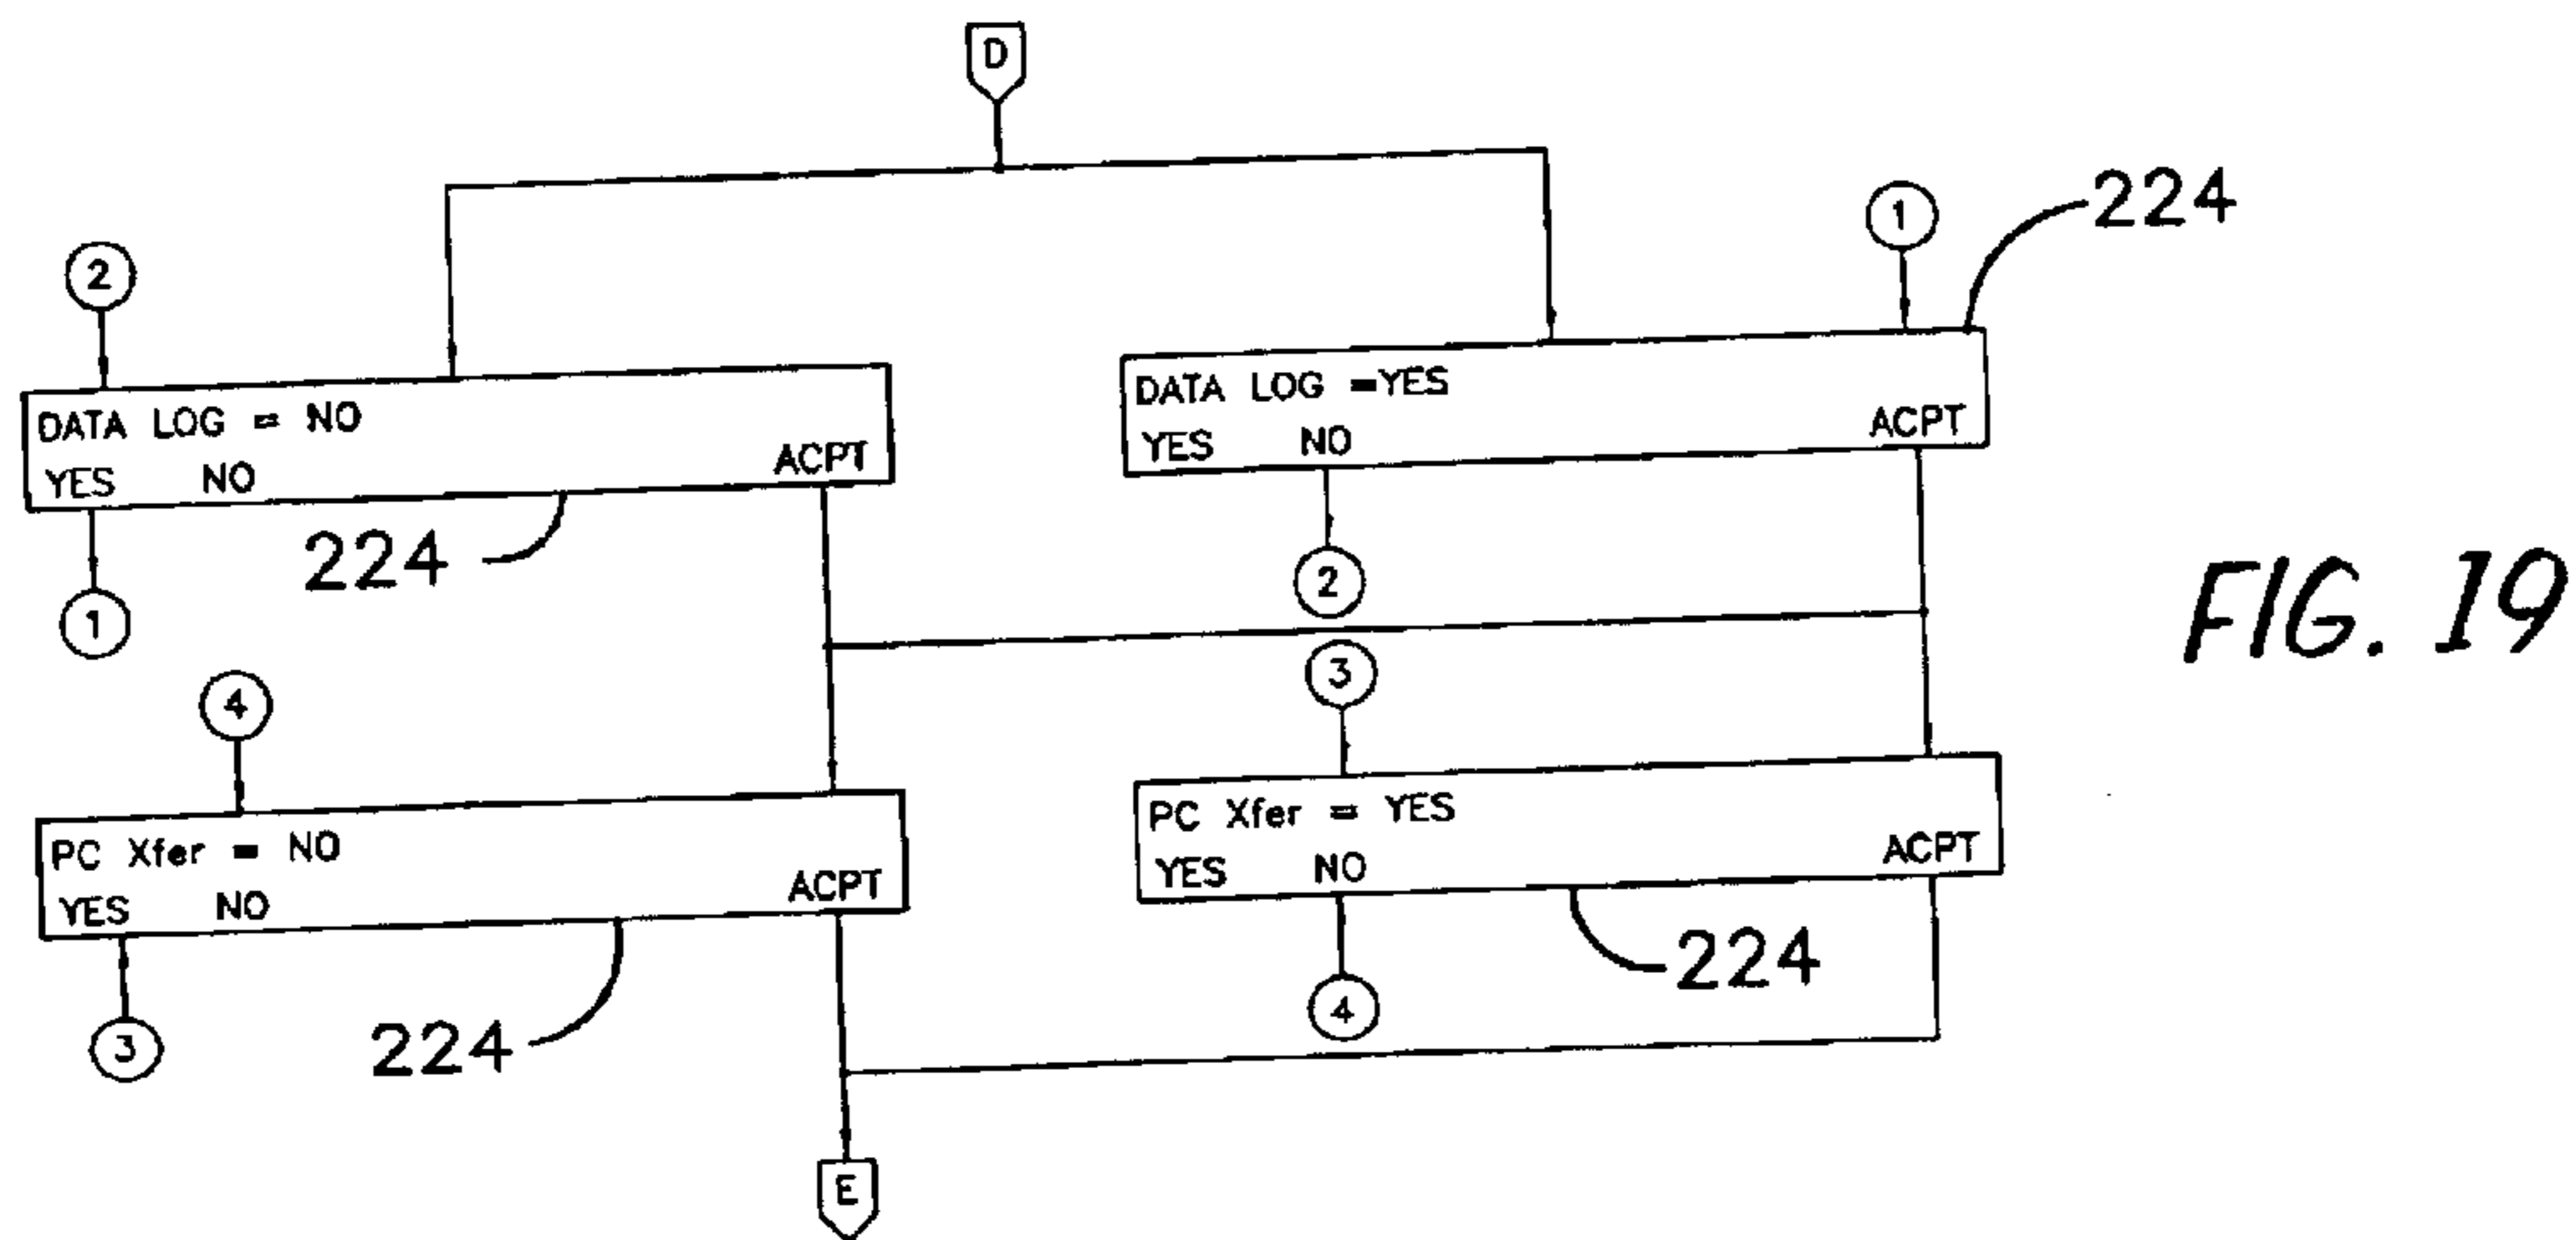 D
1
224
2
DATA LOG = NO
YES NO ACPT
DATA LOG =YES
YES NO ACPT
224
1
2
FIG. 19
4
3
PC Xfer = NO
YES NO ACPT
PC Xfer = YES
YES NO ACPT
224
3
224
4
E